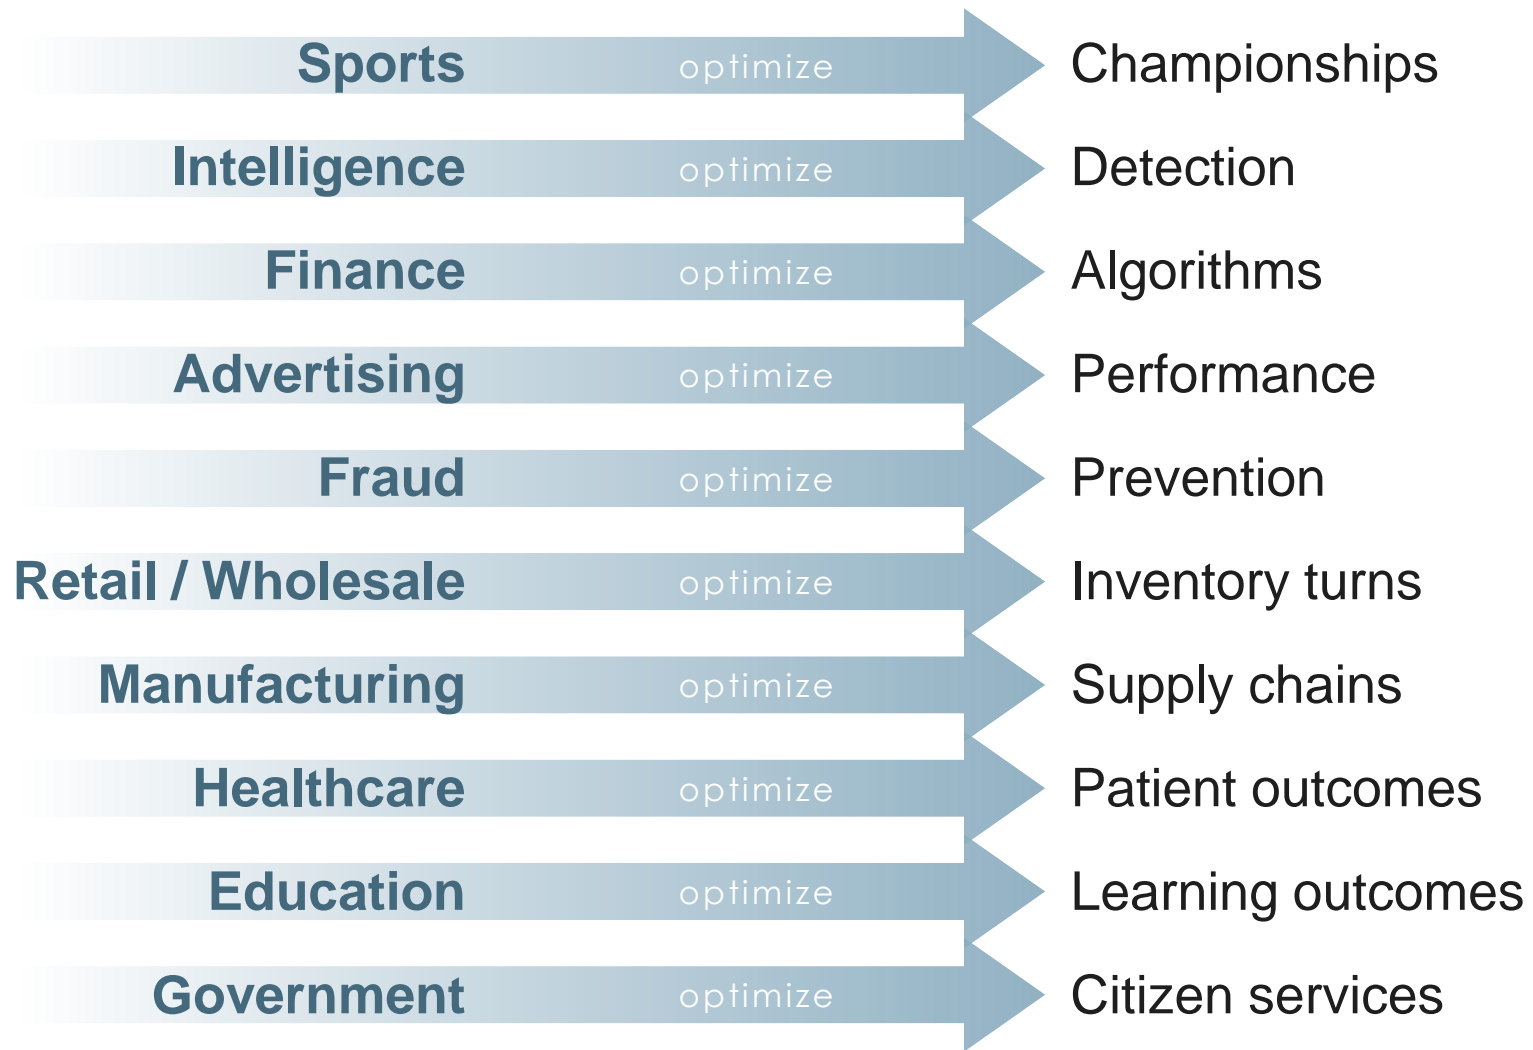 Sports optimize Championships
Intelligence optimize Detection
Finance optimize Algorithms
Advertising optimize Performance
Fraud optimize Prevention
Retail / Wholesale optimize Inventory turns
Manufacturing optimize Supply chains
Healthcare optimize Patient outcomes
Education optimize Learning outcomes
Government optimize Citizen services